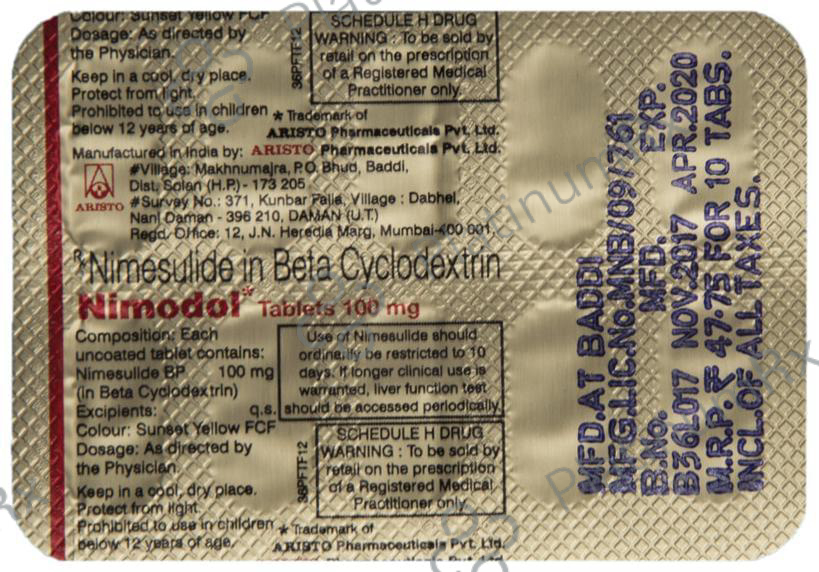 Colour: Sunset Yellow FCF
Dosage: As directed by
the Physician.
Keep in a cool, dry place.
Protect from light.
Prohibited to use in children
below 12 years of age.
36PFTF12
SCHEDULE H DRUG
WARNING : To be sold by
retail on the prescription
of a Registered Medical
Practitioner only.
* Trademark of
ARISTO Pharmaceuticals Pvt. Ltd.
Manufactured in India by: ARISTO Pharmaceuticals Pvt. Ltd.
#Village: Makhnumajra, P.O. Bhud, Baddi,
Dist. Solan (H.P.) - 173 205
#Survey No.: 371, Kunbar Falia, Village : Dabhel,
Nani Daman - 396 210, DAMAN (U.T.)
Regd. Office: 12, J.N. Heredia Marg, Mumbai-400 001.
ARISTO
Rx Nimesulide in Beta Cyclodextrin
Nimodol* Tablets 100 mg
Composition: Each
uncoated tablet contains:
Nimesulide BP 100 mg
(in Beta Cyclodextrin)
Excipients: q.s.
Colour: Sunset Yellow FCF
Dosage: As directed by
the Physician.
Keep in a cool, dry place.
Protect from light.
Prohibited to use in children
below 12 years of age.
Use of Nimesulide should
ordinarily be restricted to 10
days. If longer clinical use is
warranted, liver function test
should be accessed periodically
36PFTF12
SCHEDULE H DRUG
WARNING : To be sold by
retail on the prescription
of a Registered Medical
Practitioner only.
* Trademark of
ARISTO Pharmaceuticals Pvt. Ltd.
MFD.AT BADDI
MFG.LIC.No.MNB/09/761
B.No. MFD. EXP.
B36L017 NOV.2017 APR.2020
M.R.P. ₹ 47.75 FOR 10 TABS.
INCL.OF ALL TAXES.